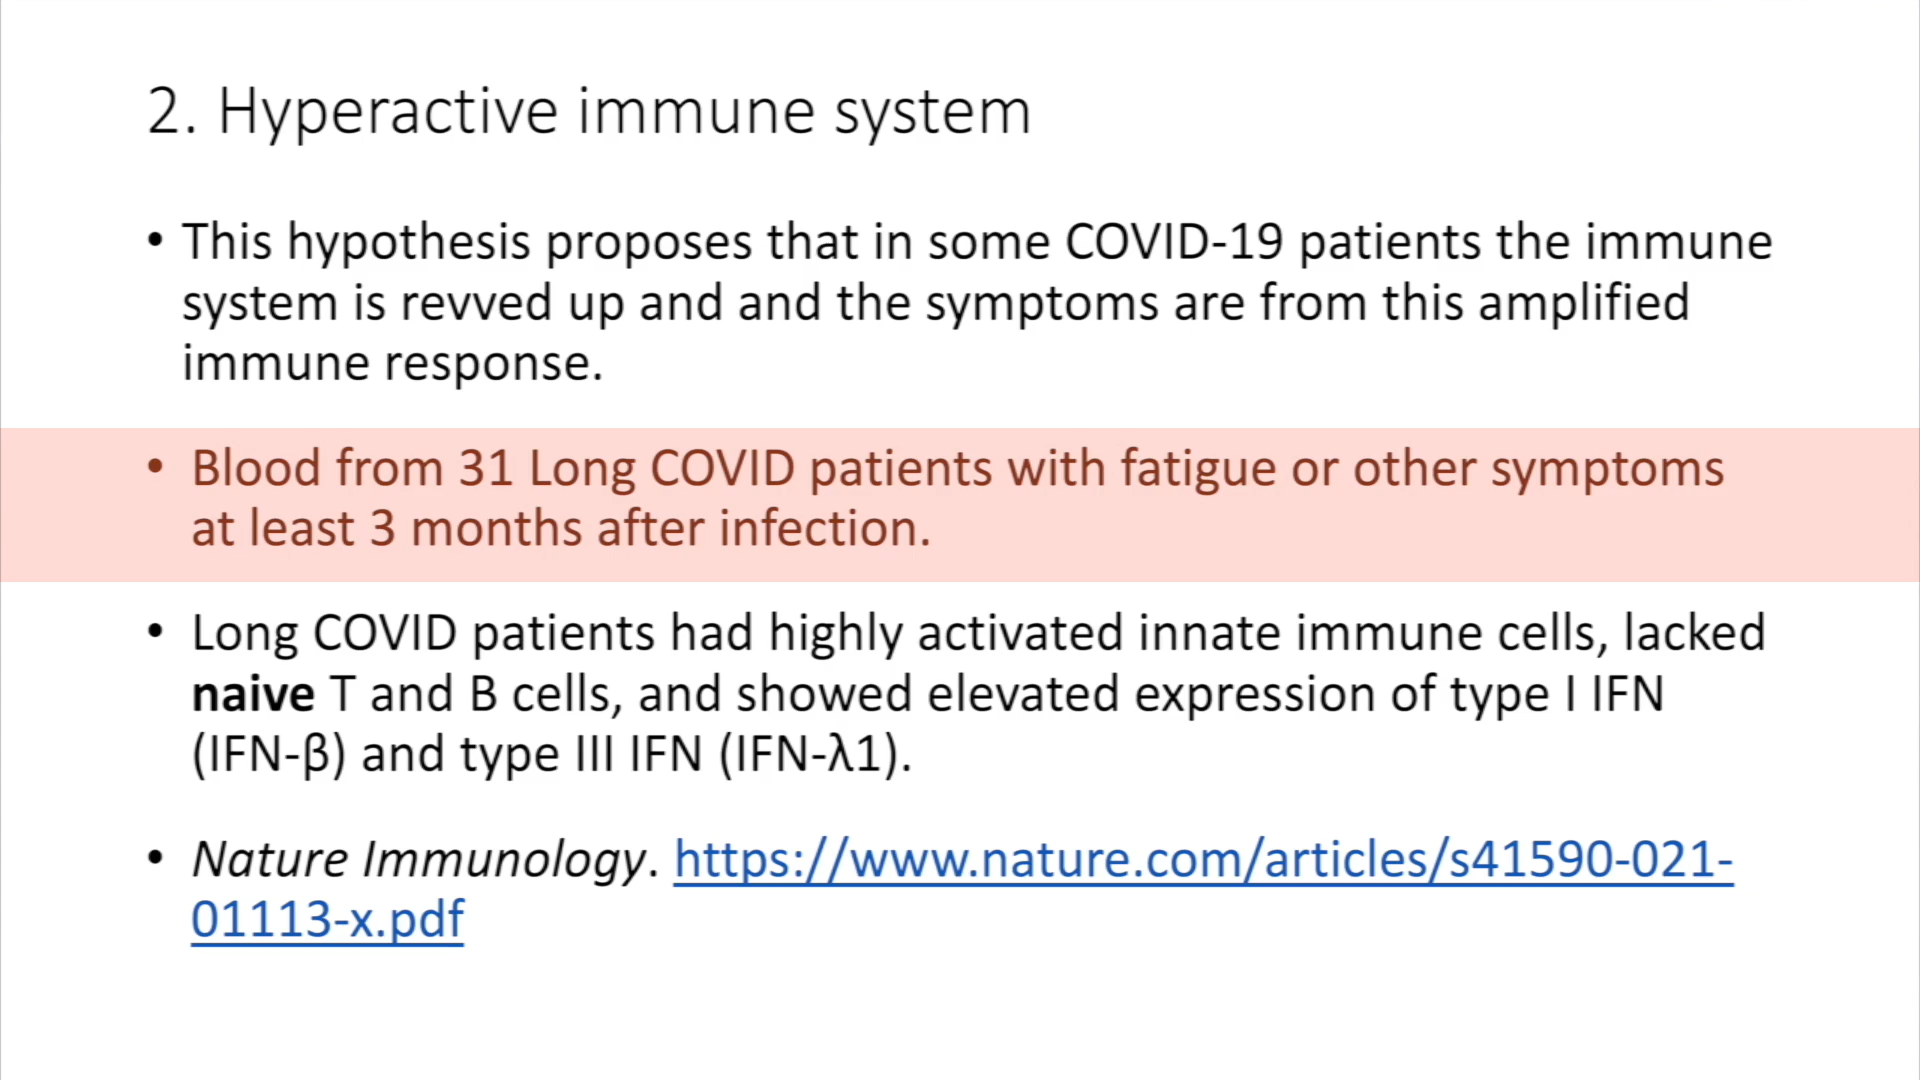 2. Hyperactive immune system
• This hypothesis proposes that in some COVID-19 patients the immune
system is revved up and and the symptoms are from this amplified
immune response.
• Blood from 31 Long COVID patients with fatigue or other symptoms
at least 3 months after infection.
• Long COVID patients had highly activated innate immune cells, lacked
naive T and B cells, and showed elevated expression of type I IFN
(IFN-β) and type III IFN (IFN-λ1).
• Nature Immunology. https://www.nature.com/articles/s41590-021-
01113-x.pdf